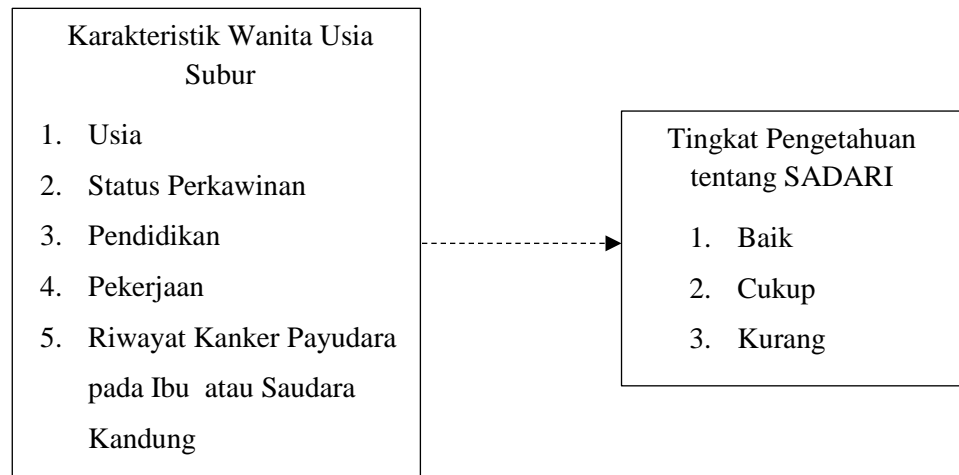 Karakteristik Wanita Usia
Subur
1. Usia
2. Status Perkawinan
3. Pendidikan
4. Pekerjaan
5. Riwayat Kanker Payudara
pada Ibu atau Saudara
Kandung
Tingkat Pengetahuan
tentang SADARI
1. Baik
2. Cukup
3. Kurang